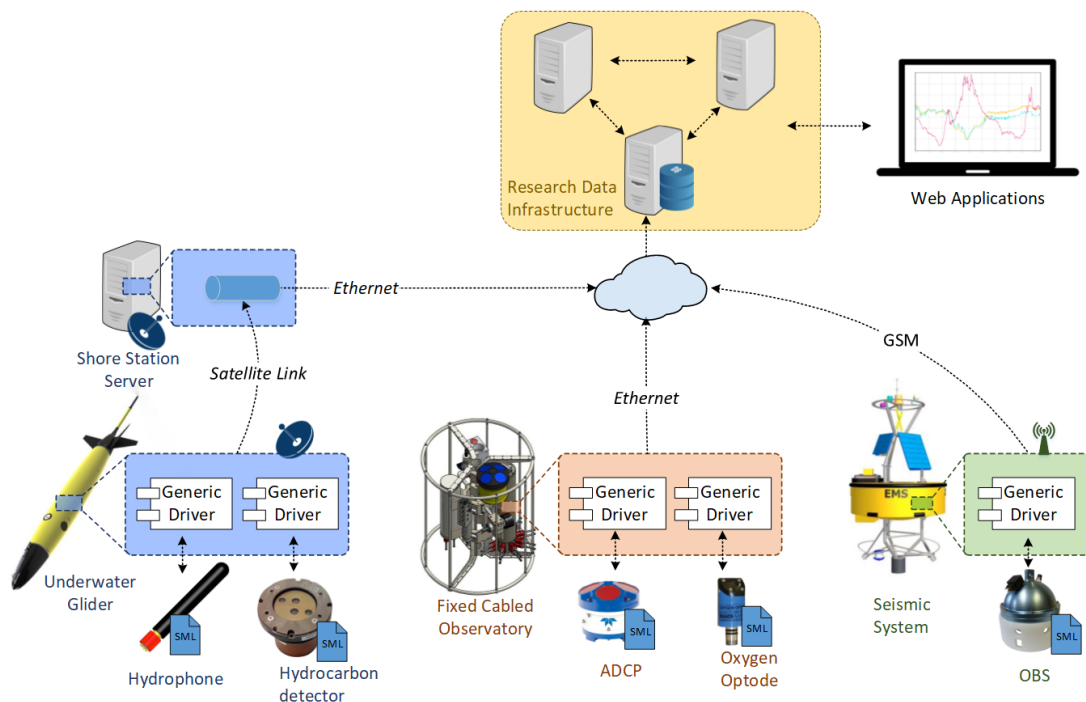 Research Data
Infrastructure
Web Applications
Ethernet
Shore Station
Server
Satellite Link
GSM
Ethernet
Generic
Driver
Generic
Driver
Generic
Driver
Generic
Driver
EMS
Generic
Driver
Underwater
Glider
SML
Hydrophone
SML
Hydrocarbon
detector
Fixed Cabled
Observatory
SML
ADCP
SML
Oxygen
Optode
Seismic
System
SML
OBS